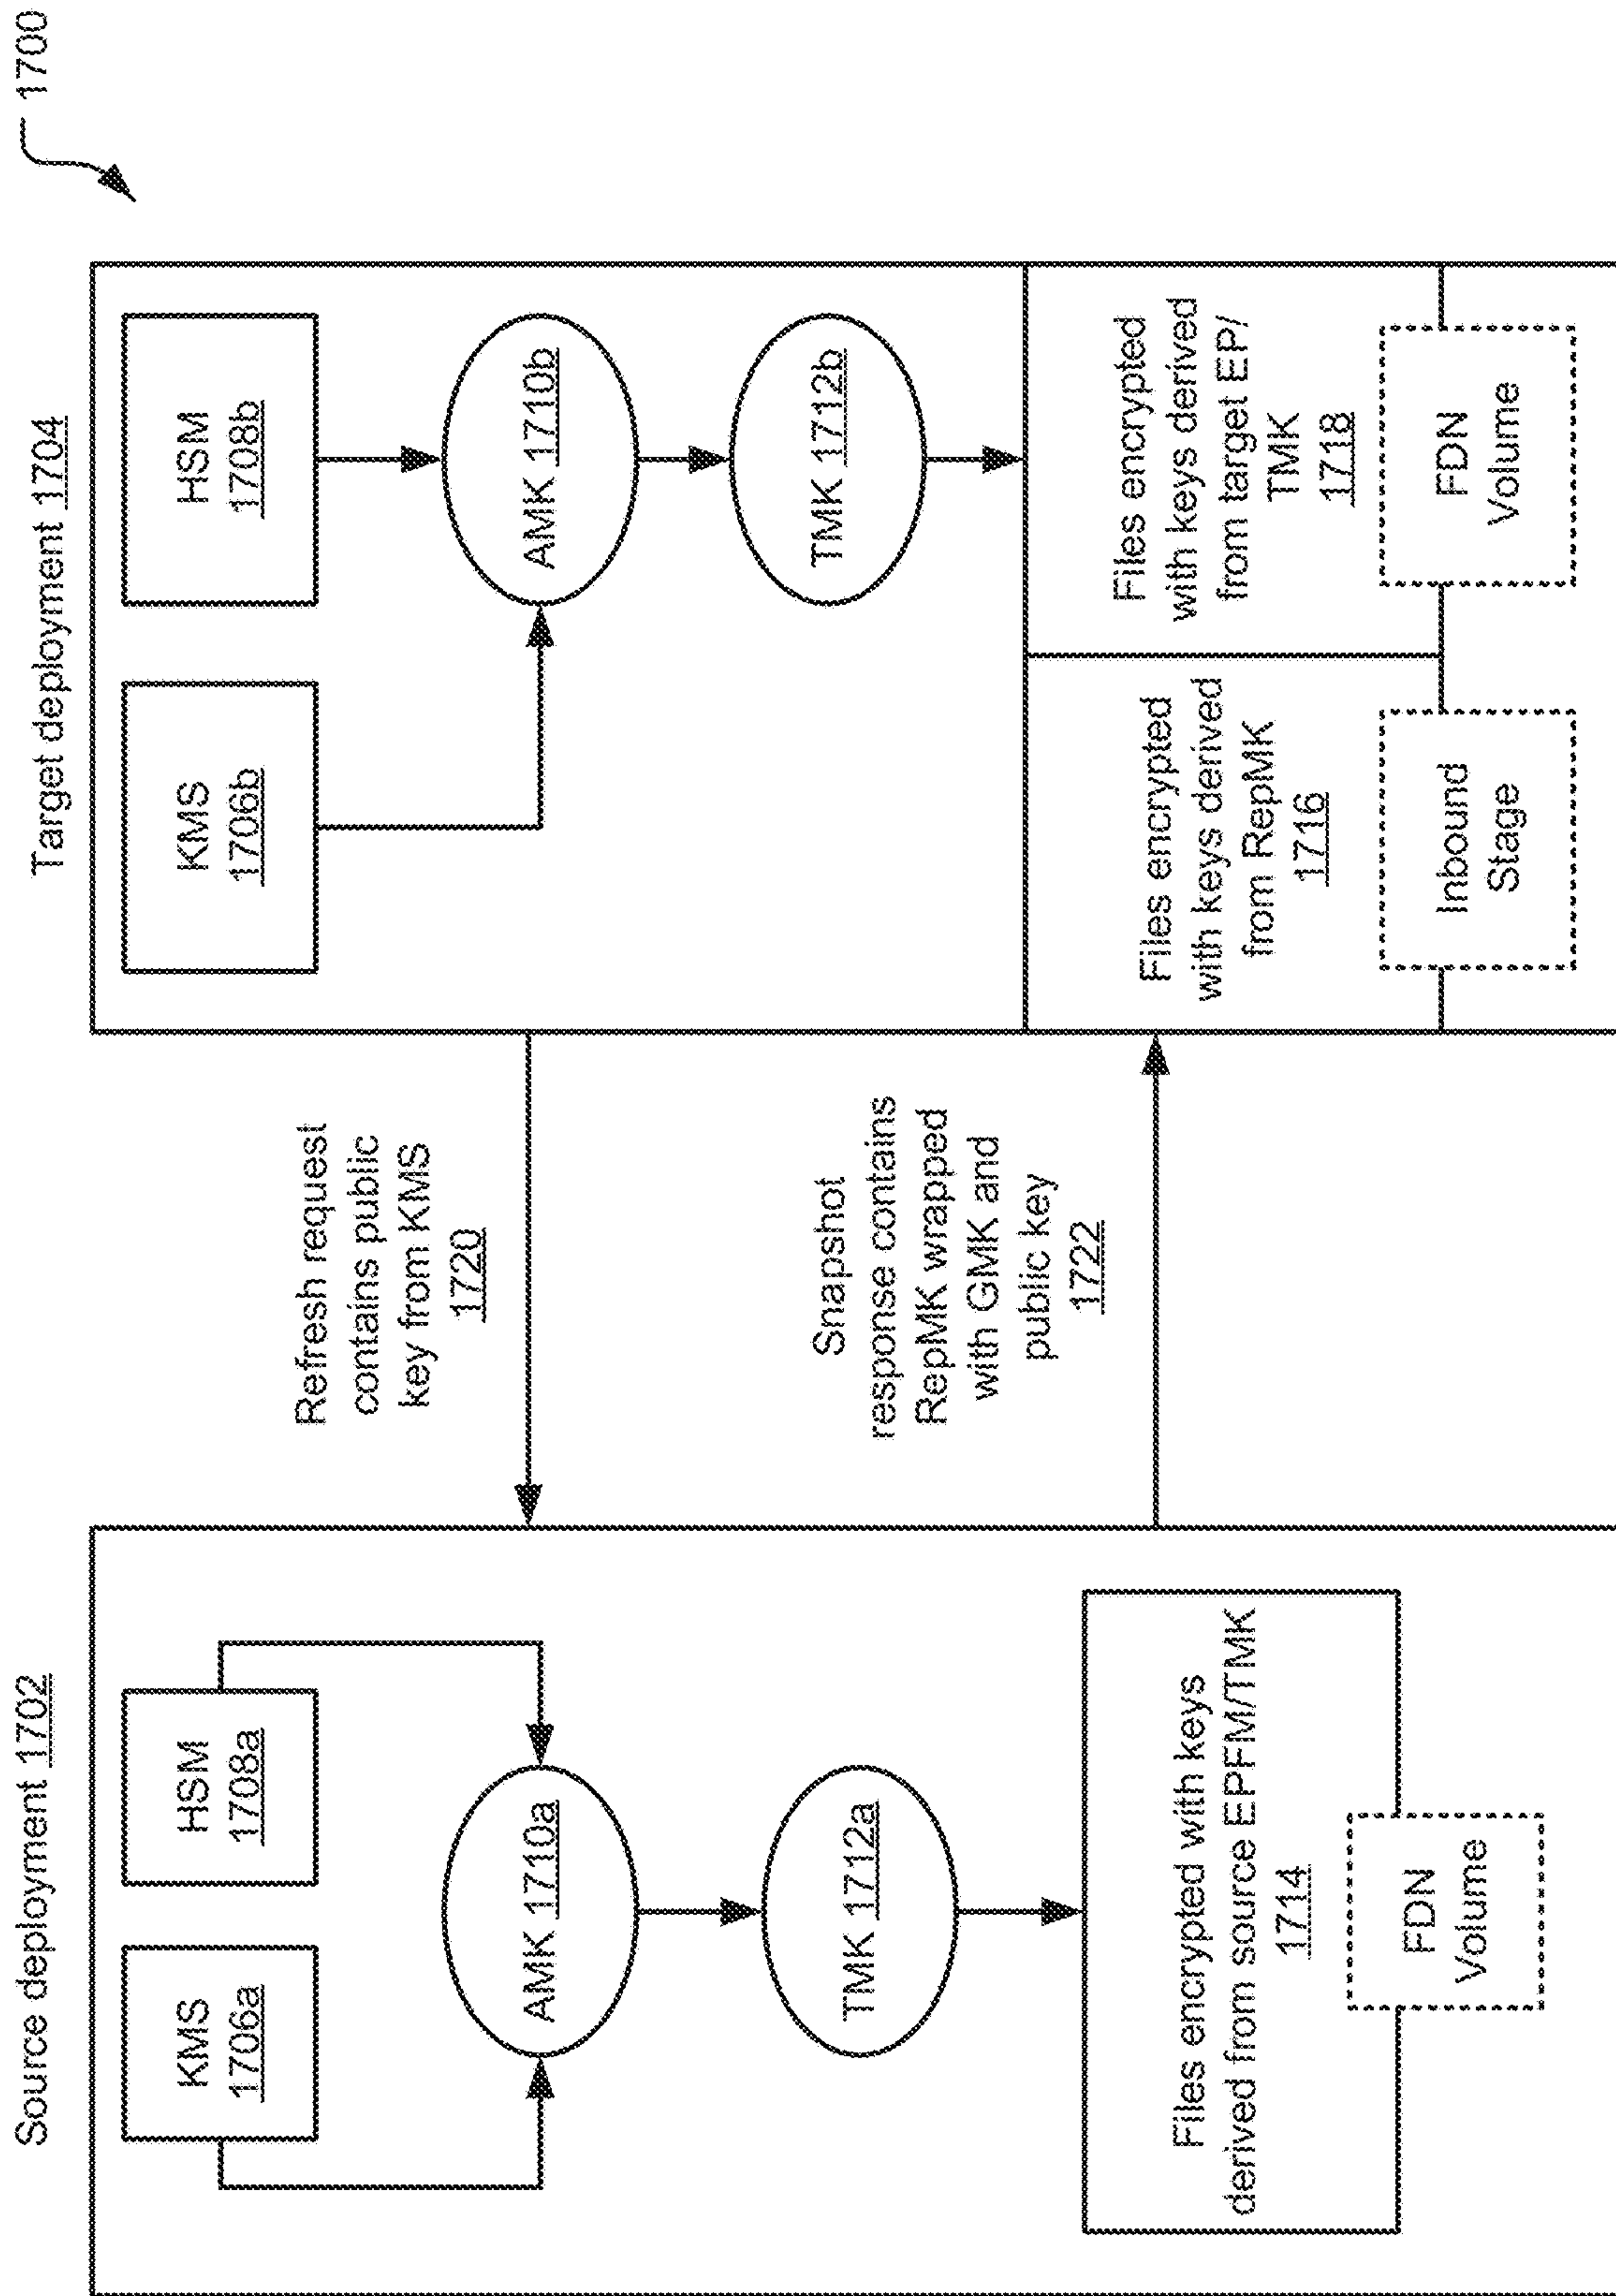 1700
Source deployment 1702
KMS
1706a
HSM
1708a
AMK 1710a
TMK 1712a
Files encrypted with keys
derived from source EPFM/TMK
1714
FDN
Volume
Refresh request
contains public
key from KMS
1720
Snapshot
response contains
RepMK wrapped
with GMK and
public key
1722
Target deployment 1704
KMS
1706b
HSM
1708b
AMK 1710b
TMK 1712b
Files encrypted
with keys derived
from RepMK
1716
Inbound
Stage
Files encrypted
with keys derived
from target EP/
TMK
1718
FDN
Volume